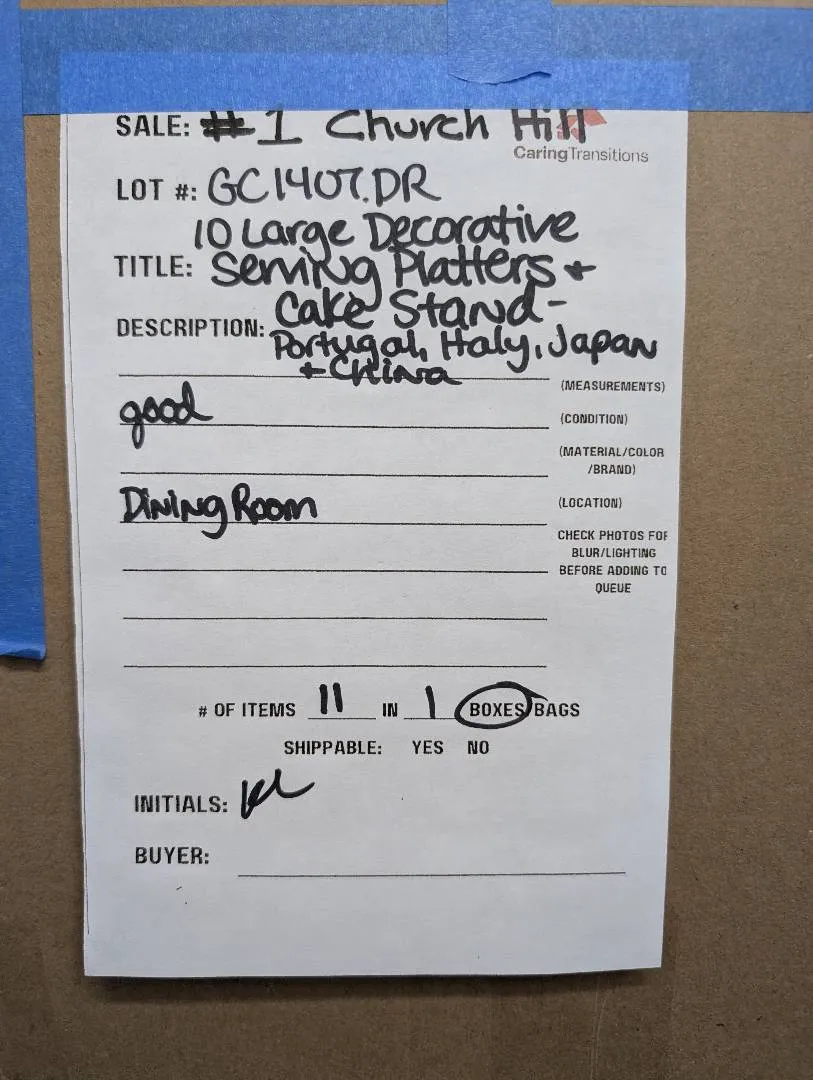 SALE: #1 Church Hill
CaringTransitions
LOT #: GC1407.DR
10 Large Decorative
TITLE: Serving Platters +
Cake Stand-
DESCRIPTION: Portugal, Italy, Japan
+ China
(MEASUREMENTS)
good (CONDITION)
(MATERIAL/COLOR
/BRAND)
Dining Room (LOCATION)
CHECK PHOTOS FOR
BLUR/LIGHTING
BEFORE ADDING TO
QUEUE
# OF ITEMS 11 IN 1 BOXES/BAGS
SHIPPABLE: YES NO
INITIALS:
BUYER: